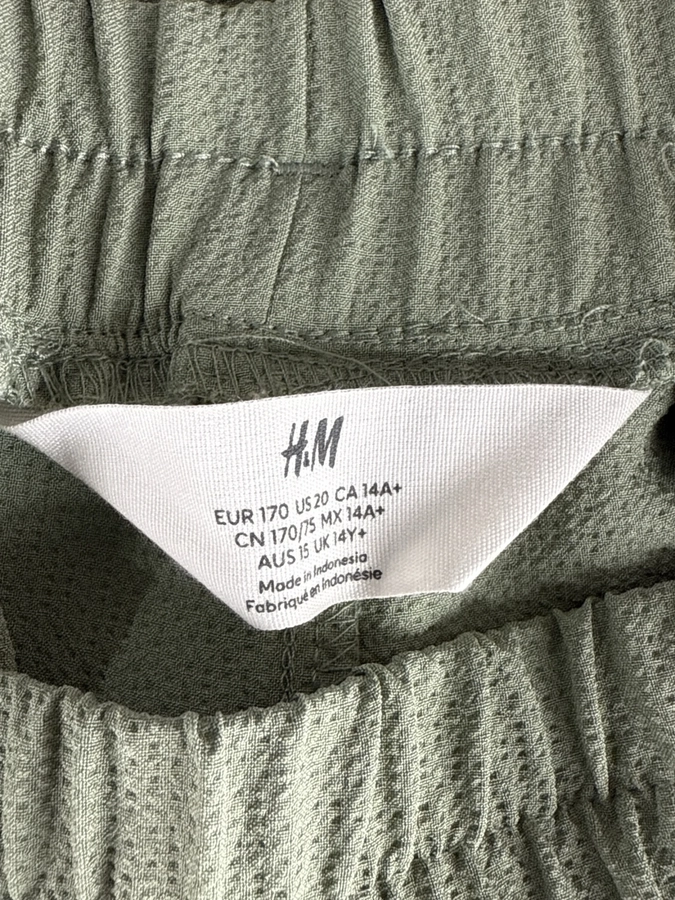 H&M
EUR 170 US 20 CA 14A+
CN 170/75 MX 14A+
AUS 15 UK 14Y+
Made in Indonesia
Fabriqué en Indonésie